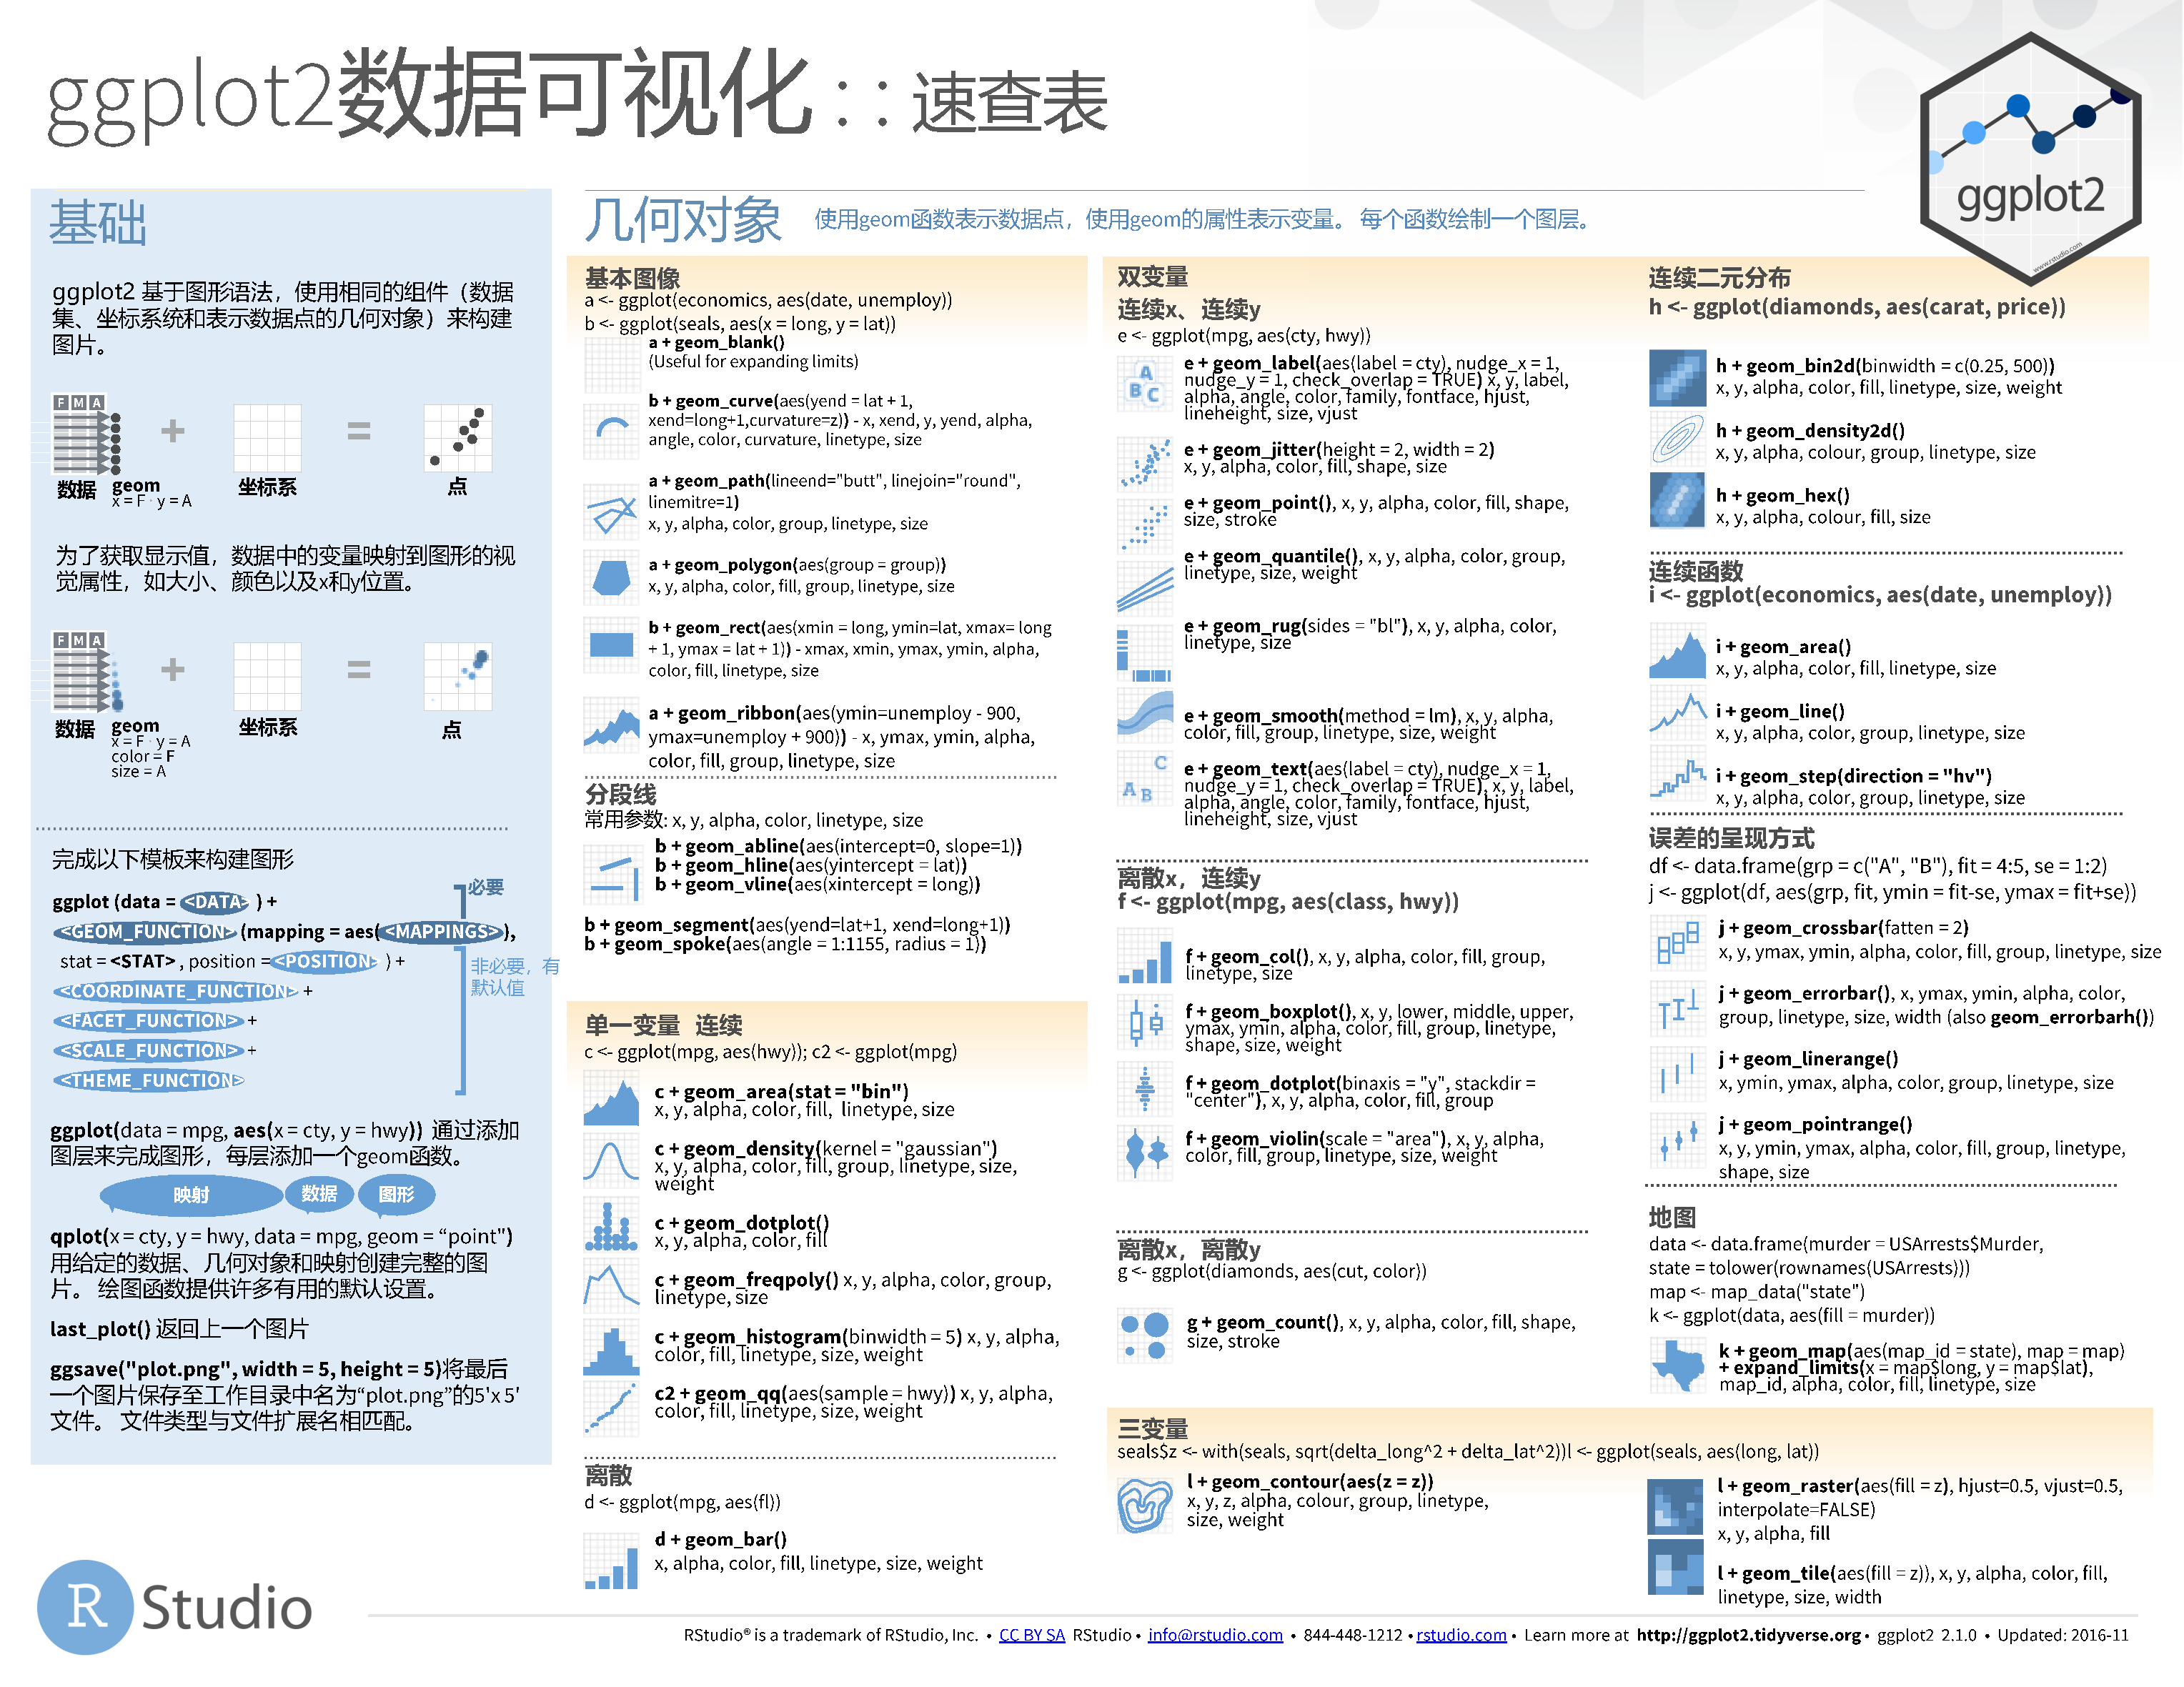 ggplot2数据可视化 : : 速查表
ggplot2
www.rstudio.com
基础
ggplot2 基于图形语法，使用相同的组件（数据
集、坐标系统和表示数据点的几何对象）来构建
图片。
F M A
+ =
数据 geom 坐标系 点
x = F · y = A
为了获取显示值，数据中的变量映射到图形的视
觉属性，如大小、颜色以及x和y位置。
F M A
+ =
数据 geom 坐标系 点
x = F · y = A
color = F
size = A
完成以下模板来构建图形
必要
ggplot (data = <DATA> ) +
<GEOM_FUNCTION> (mapping = aes( <MAPPINGS> ),
stat = <STAT> , position = <POSITION> ) +
非必要，有
默认值
<COORDINATE_FUNCTION> +
<FACET_FUNCTION> +
<SCALE_FUNCTION> +
<THEME_FUNCTION>
ggplot(data = mpg, aes(x = cty, y = hwy)) 通过添加
图层来完成图形，每层添加一个geom函数。
映射 数据 图形
qplot(x = cty, y = hwy, data = mpg, geom = “point")
用给定的数据、几何对象和映射创建完整的图
片。 绘图函数提供许多有用的默认设置。
last_plot() 返回上一个图片
ggsave("plot.png", width = 5, height = 5)将最后
一个图片保存至工作目录中名为“plot.png”的5'x 5'
文件。 文件类型与文件扩展名相匹配。
几何对象 使用geom函数表示数据点，使用geom的属性表示变量。 每个函数绘制一个图层。
基本图像
a <- ggplot(economics, aes(date, unemploy))
b <- ggplot(seals, aes(x = long, y = lat))
a + geom_blank()
(Useful for expanding limits)
b + geom_curve(aes(yend = lat + 1,
xend=long+1,curvature=z)) - x, xend, y, yend, alpha,
angle, color, curvature, linetype, size
a + geom_path(lineend="butt", linejoin="round",
linemitre=1)
x, y, alpha, color, group, linetype, size
a + geom_polygon(aes(group = group))
x, y, alpha, color, fill, group, linetype, size
b + geom_rect(aes(xmin = long, ymin=lat, xmax= long
+ 1, ymax = lat + 1)) - xmax, xmin, ymax, ymin, alpha,
color, fill, linetype, size
a + geom_ribbon(aes(ymin=unemploy - 900,
ymax=unemploy + 900)) - x, ymax, ymin, alpha,
color, fill, group, linetype, size
分段线
常用参数: x, y, alpha, color, linetype, size
b + geom_abline(aes(intercept=0, slope=1))
b + geom_hline(aes(yintercept = lat))
b + geom_vline(aes(xintercept = long))
b + geom_segment(aes(yend=lat+1, xend=long+1))
b + geom_spoke(aes(angle = 1:1155, radius = 1))
单一变量 连续
c <- ggplot(mpg, aes(hwy)); c2 <- ggplot(mpg)
c + geom_area(stat = "bin")
x, y, alpha, color, fill, linetype, size
c + geom_density(kernel = "gaussian")
x, y, alpha, color, fill, group, linetype, size,
weight
c + geom_dotplot()
x, y, alpha, color, fill
c + geom_freqpoly() x, y, alpha, color, group,
linetype, size
c + geom_histogram(binwidth = 5) x, y, alpha,
color, fill, linetype, size, weight
c2 + geom_qq(aes(sample = hwy)) x, y, alpha,
color, fill, linetype, size, weight
离散
d <- ggplot(mpg, aes(fl))
d + geom_bar()
x, alpha, color, fill, linetype, size, weight
双变量
连续x、连续y
e <- ggplot(mpg, aes(cty, hwy))
A
B C
e + geom_label(aes(label = cty), nudge_x = 1,
nudge_y = 1, check_overlap = TRUE) x, y, label,
alpha, angle, color, family, fontface, hjust,
lineheight, size, vjust
e + geom_jitter(height = 2, width = 2)
x, y, alpha, color, fill, shape, size
e + geom_point(), x, y, alpha, color, fill, shape,
size, stroke
e + geom_quantile(), x, y, alpha, color, group,
linetype, size, weight
e + geom_rug(sides = "bl"), x, y, alpha, color,
linetype, size
e + geom_smooth(method = lm), x, y, alpha,
color, fill, group, linetype, size, weight
C
A B
e + geom_text(aes(label = cty), nudge_x = 1,
nudge_y = 1, check_overlap = TRUE), x, y, label,
alpha, angle, color, family, fontface, hjust,
lineheight, size, vjust
离散x，连续y
f <- ggplot(mpg, aes(class, hwy))
f + geom_col(), x, y, alpha, color, fill, group,
linetype, size
f + geom_boxplot(), x, y, lower, middle, upper,
ymax, ymin, alpha, color, fill, group, linetype,
shape, size, weight
f + geom_dotplot(binaxis = "y", stackdir =
"center"), x, y, alpha, color, fill, group
f + geom_violin(scale = "area"), x, y, alpha,
color, fill, group, linetype, size, weight
离散x，离散y
g <- ggplot(diamonds, aes(cut, color))
g + geom_count(), x, y, alpha, color, fill, shape,
size, stroke
连续二元分布
h <- ggplot(diamonds, aes(carat, price))
h + geom_bin2d(binwidth = c(0.25, 500))
x, y, alpha, color, fill, linetype, size, weight
h + geom_density2d()
x, y, alpha, colour, group, linetype, size
h + geom_hex()
x, y, alpha, colour, fill, size
连续函数
i <- ggplot(economics, aes(date, unemploy))
i + geom_area()
x, y, alpha, color, fill, linetype, size
i + geom_line()
x, y, alpha, color, group, linetype, size
i + geom_step(direction = "hv")
x, y, alpha, color, group, linetype, size
误差的呈现方式
df <- data.frame(grp = c("A", "B"), fit = 4:5, se = 1:2)
j <- ggplot(df, aes(grp, fit, ymin = fit-se, ymax = fit+se))
j + geom_crossbar(fatten = 2)
x, y, ymax, ymin, alpha, color, fill, group, linetype, size
j + geom_errorbar(), x, ymax, ymin, alpha, color,
group, linetype, size, width (also geom_errorbarh())
j + geom_linerange()
x, ymin, ymax, alpha, color, group, linetype, size
j + geom_pointrange()
x, y, ymin, ymax, alpha, color, fill, group, linetype,
shape, size
地图
data <- data.frame(murder = USArrests$Murder,
state = tolower(rownames(USArrests)))
map <- map_data("state")
k <- ggplot(data, aes(fill = murder))
k + geom_map(aes(map_id = state), map = map)
+ expand_limits(x = map$long, y = map$lat),
map_id, alpha, color, fill, linetype, size
三变量
seals$z <- with(seals, sqrt(delta_long^2 + delta_lat^2))l <- ggplot(seals, aes(long, lat))
l + geom_contour(aes(z = z))
x, y, z, alpha, colour, group, linetype,
size, weight
l + geom_raster(aes(fill = z), hjust=0.5, vjust=0.5,
interpolate=FALSE)
x, y, alpha, fill
l + geom_tile(aes(fill = z)), x, y, alpha, color, fill,
linetype, size, width
R Studio
RStudio® is a trademark of RStudio, Inc. • CC BY SA RStudio • info@rstudio.com • 844-448-1212 • rstudio.com • Learn more at http://ggplot2.tidyverse.org • ggplot2 2.1.0 • Updated: 2016-11